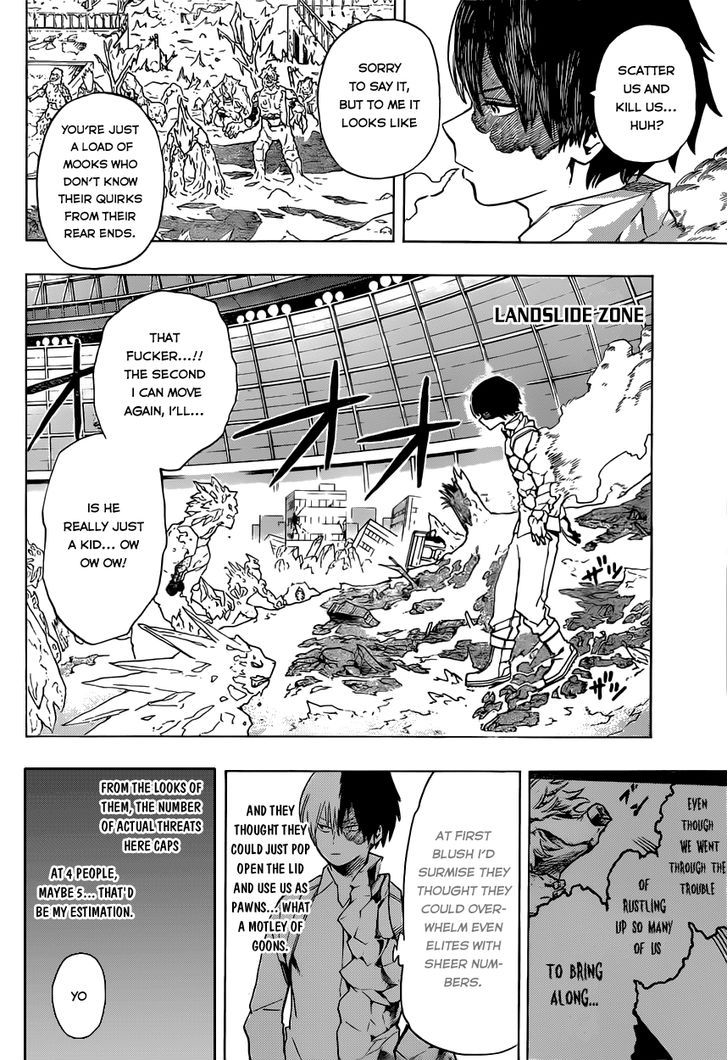 SCATTER
US AND
KILL US...
HUH?
SORRY
TO SAY IT,
BUT TO ME IT
LOOKS LIKE
YOU'RE JUST
A LOAD OF
MOOKS WHO
DON'T KNOW
THEIR QUIRKS
FROM THEIR
REAR ENDS.
LANDSLIDE ZONE
オオ
THAT
FUCKER...!!
THE SECOND
I CAN MOVE
AGAIN, I'LL...
IS HE
REALLY JUST
A KID... OW
OW OW!
ザッ
ザッ
EVEN
THOUGH
WE WENT
THROUGH THE
TROUBLE
OF
RUSTLING
UP SO MANY
OF US
TO BRING
ALONG...
AT FIRST
BLUSH I'D
SURMISE THEY
THOUGHT THEY
COULD OVER-
WHELM EVEN
ELITES WITH
SHEER NUM-
BERS.
AND THEY
THOUGHT THEY
COULD JUST POP
OPEN THE LID
AND USE US AS
PAWNS... WHAT
A MOTLEY OF
GOONS.
FROM THE LOOKS OF
THEM, THE NUMBER
OF ACTUAL THREATS
HERE CAPS
AT 4 PEOPLE,
MAYBE 5... THAT'D
BE MY ESTIMATION.
YO